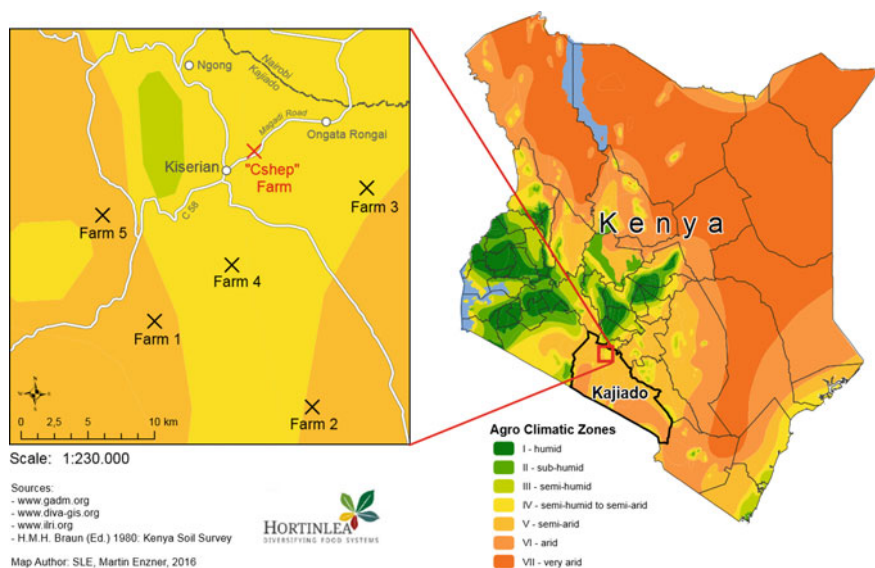 Nairobi
Kajiado
Ngong
Magadi Road
Ongata Rongai
Kiserian
"Cshep"
Farm
C 58
Farm 3
Farm 5
Farm 4
Farm 1
Farm 2
N
W
E
S
0 2,5 5 10 km
Scale: 1:230.000
Sources:
- www.gadm.org
- www.diva-gis.org
- www.ilri.org
- H.M.H. Braun (Ed.) 1980: Kenya Soil Survey
Map Author: SLE, Martin Enzner, 2016
HORTINLEA
DIVERSIFYING FOOD SYSTEMS
Kenya
Kajiado
Agro Climatic Zones
I - humid
II - sub-humid
III - semi-humid
IV - semi-humid to semi-arid
V - semi-arid
VI - arid
VII - very arid